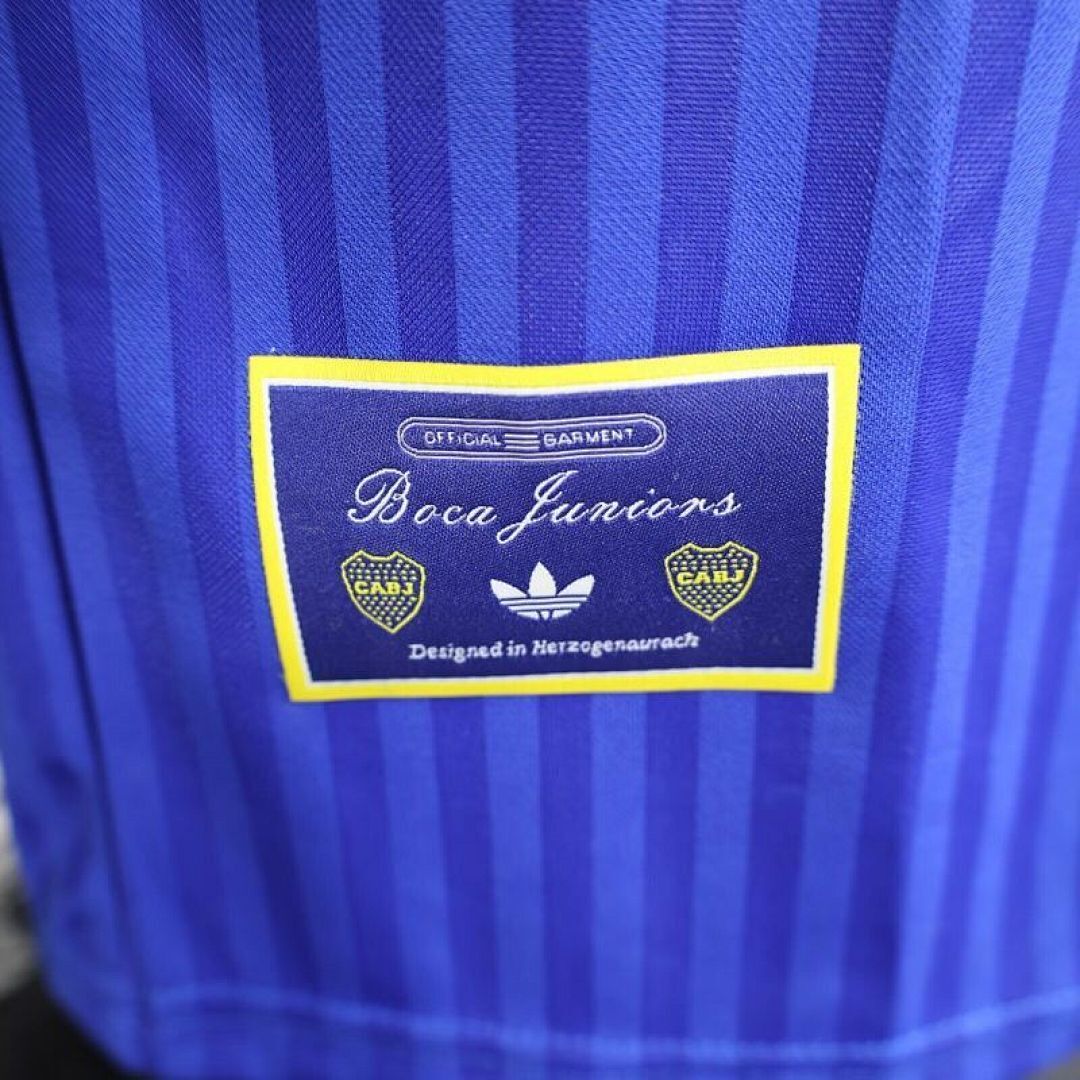 OFFICIAL GARMENT
Boca Juniors
CABJ CABJ
Designed in Herzogenaurach